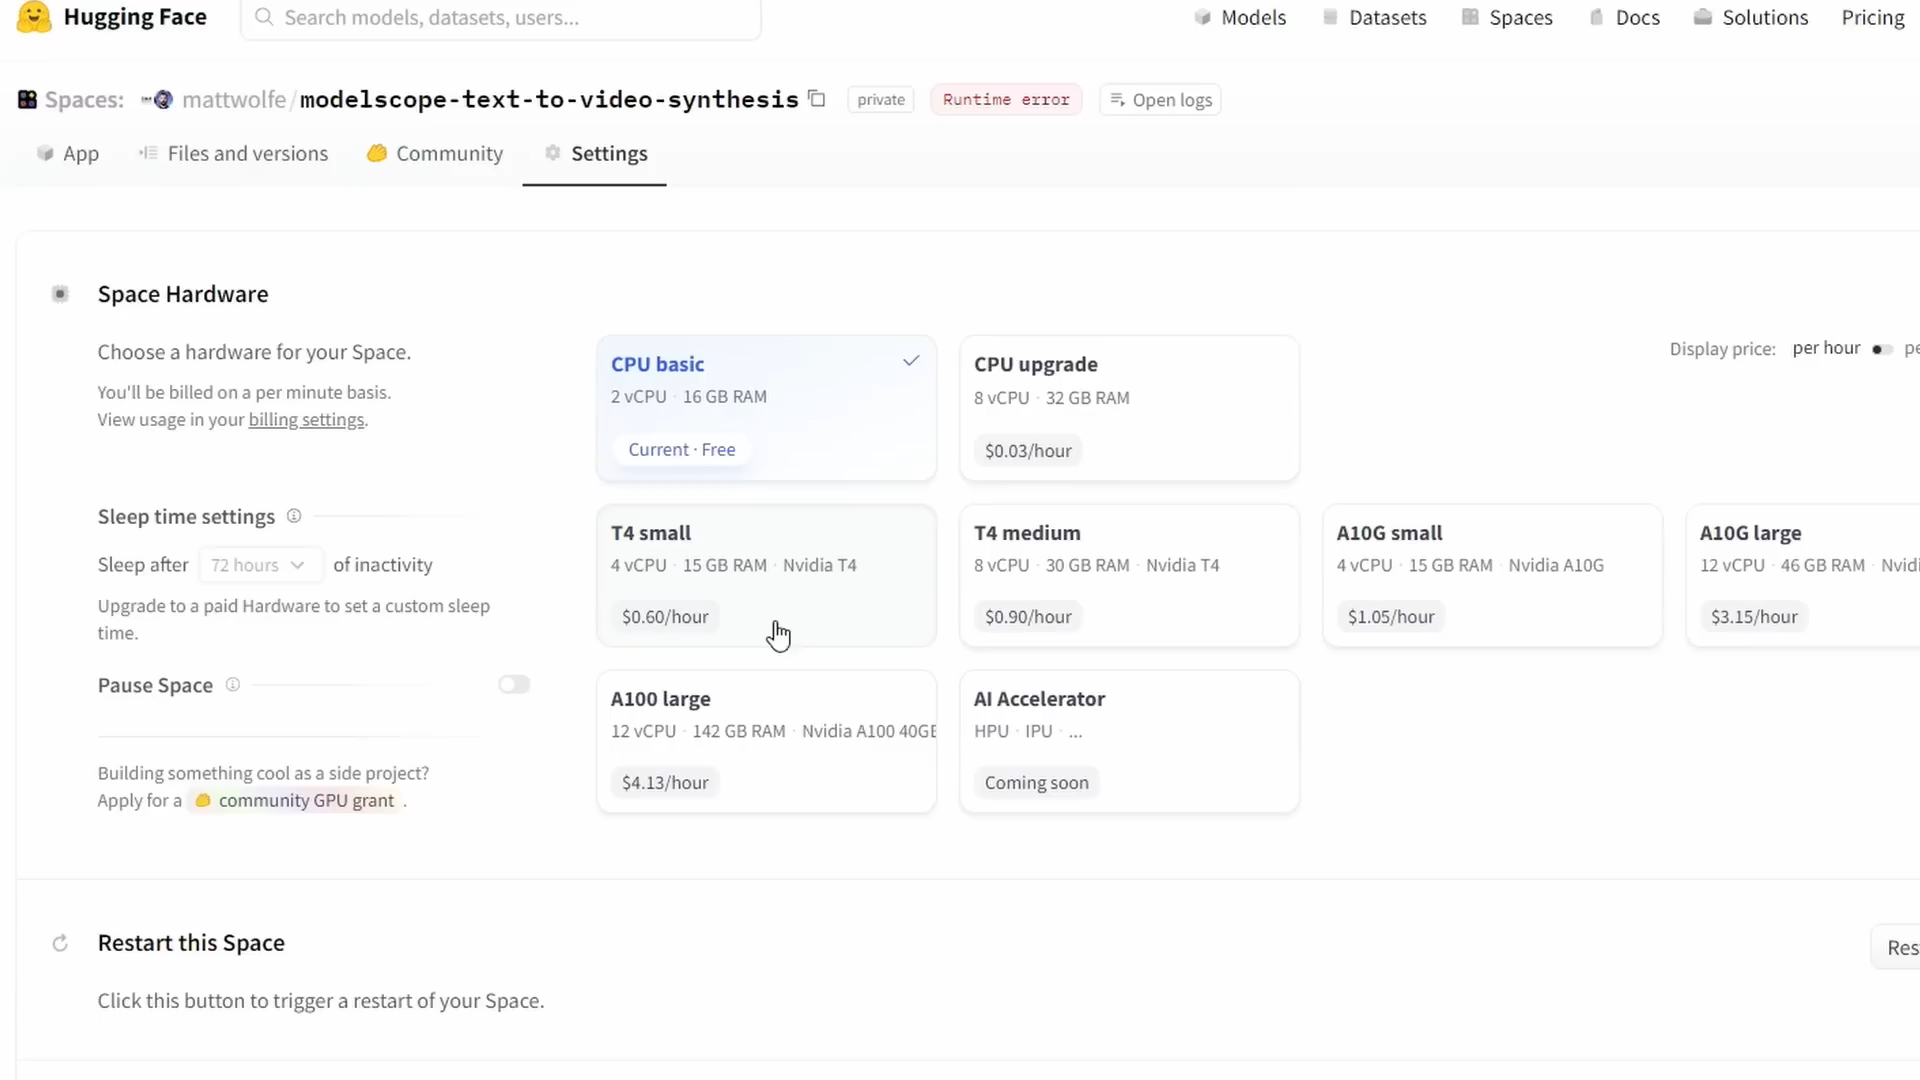 Hugging Face
Search models, datasets, users...
Models
Datasets
Spaces
Docs
Solutions
Pricing
Spaces: mattwolfe/modelscope-text-to-video-synthesis
private
Runtime error
Open logs
App
Files and versions
Community
Settings
Space Hardware
Choose a hardware for your Space.
You'll be billed on a per minute basis.
View usage in your billing settings.
Display price: per hour pe
CPU basic
2 vCPU · 16 GB RAM
Current · Free
CPU upgrade
8 vCPU · 32 GB RAM
$0.03/hour
Sleep time settings
Sleep after 72 hours of inactivity
Upgrade to a paid Hardware to set a custom sleep
time.
T4 small
4 vCPU · 15 GB RAM · Nvidia T4
$0.60/hour
T4 medium
8 vCPU · 30 GB RAM · Nvidia T4
$0.90/hour
A10G small
4 vCPU · 15 GB RAM · Nvidia A10G
$1.05/hour
A10G large
12 vCPU · 46 GB RAM · Nvidi
$3.15/hour
Pause Space
A100 large
12 vCPU · 142 GB RAM · Nvidia A100 40GB
$4.13/hour
AI Accelerator
HPU · IPU · ...
Coming soon
Building something cool as a side project?
Apply for a community GPU grant .
Restart this Space
Res
Click this button to trigger a restart of your Space.